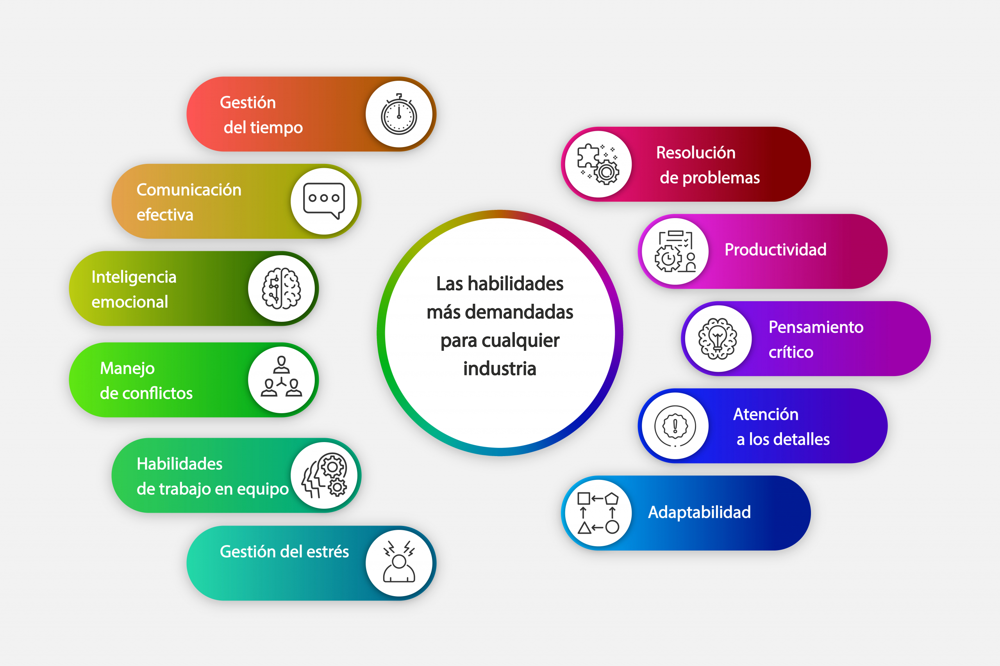 Gestión
del tiempo
Comunicación
efectiva
Inteligencia
emocional
Manejo
de conflictos
Habilidades
de trabajo en equipo
Gestión del estrés
Las habilidades
más demandadas
para cualquier
industria
Resolución
de problemas
Productividad
Pensamiento
crítico
Atención
a los detalles
Adaptabilidad